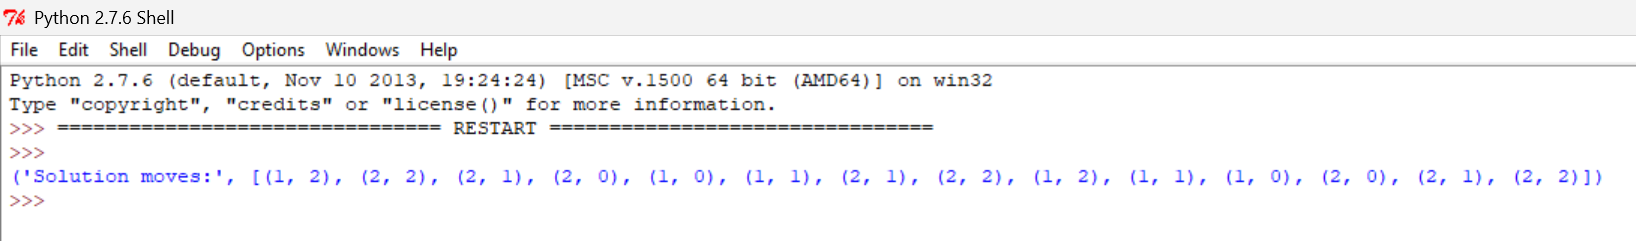 Python 2.7.6 Shell
File Edit Shell Debug Options Windows Help
Python 2.7.6 (default, Nov 10 2013, 19:24:24) [MSC v.1500 64 bit (AMD64)] on win32
Type "copyright", "credits" or "license()" for more information.
>>> ================================ RESTART ================================
>>>
('Solution moves:', [(1, 2), (2, 2), (2, 1), (2, 0), (1, 0), (1, 1), (2, 1), (2, 2), (1, 2), (1, 1), (1, 0), (2, 0), (2, 1), (2, 2)])
>>>